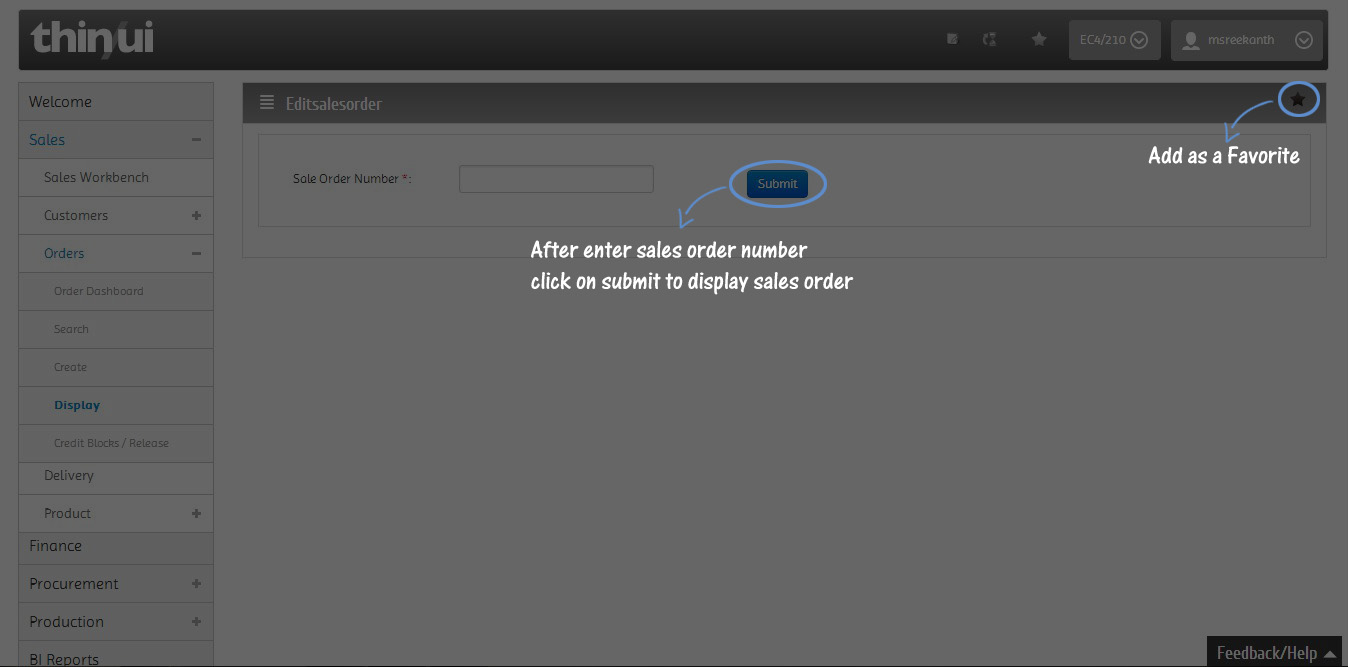 thin/ui
EC4/210
msreekanth
Welcome
Sales
Sales Workbench
Customers
Orders
Order Dashboard
Search
Create
Display
Credit Blocks / Release
Delivery
Product
Finance
Procurement
Production
BI Reports
Editsalesorder
Add as a Favorite
Sale Order Number *:
Submit
After enter sales order number
click on submit to display sales order
Feedback/Help